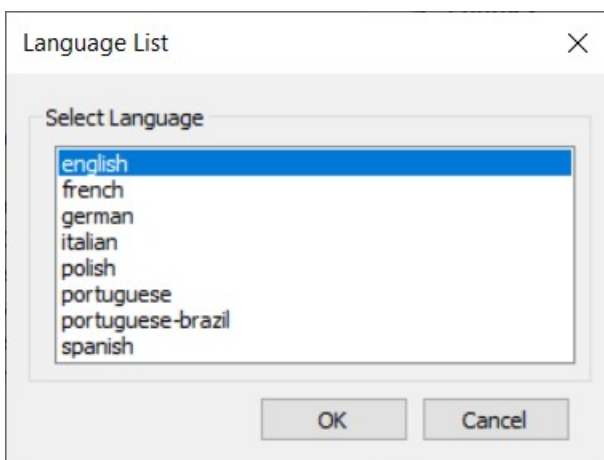 Language List
Select Language
english
french
german
italian
polish
portuguese
portuguese-brazil
spanish
OK Cancel